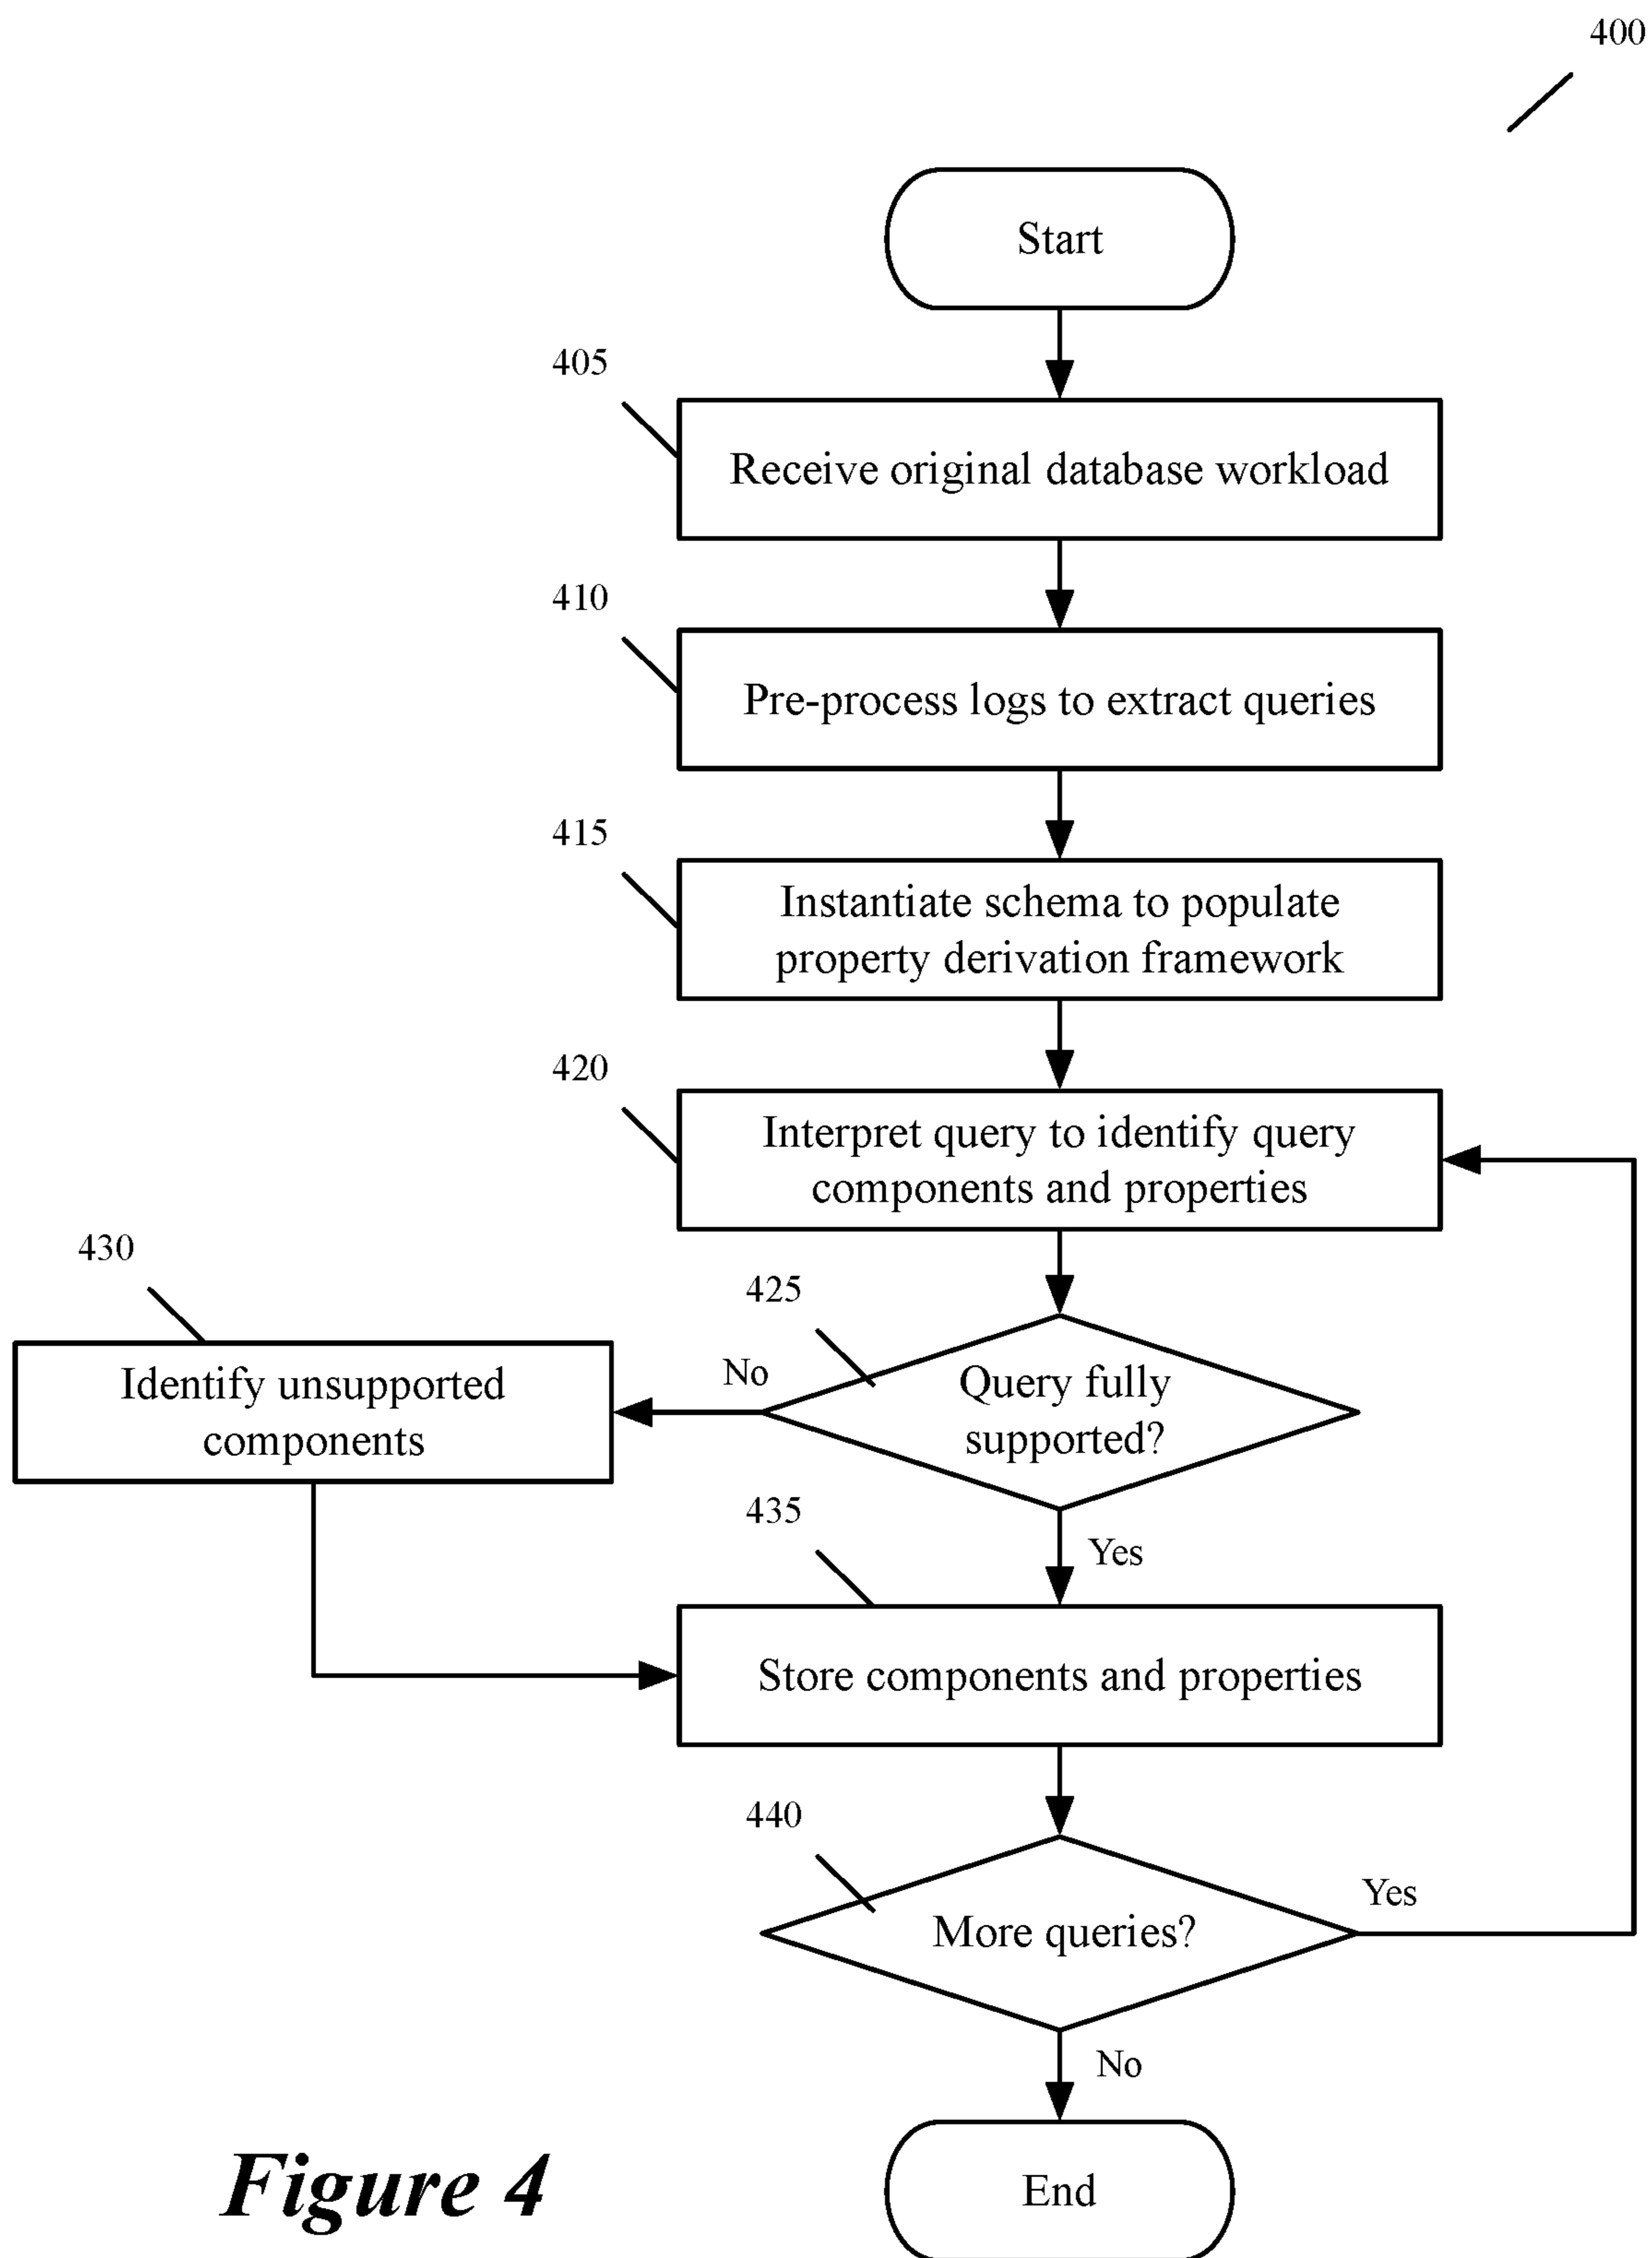 400
Start
405
Receive original database workload
410
Pre-process logs to extract queries
415
Instantiate schema to populate
property derivation framework
420
Interpret query to identify query
components and properties
430
425
Identify unsupported
components
No
Query fully
supported?
435
Yes
Store components and properties
440
More queries?
Yes
No
End
Figure 4